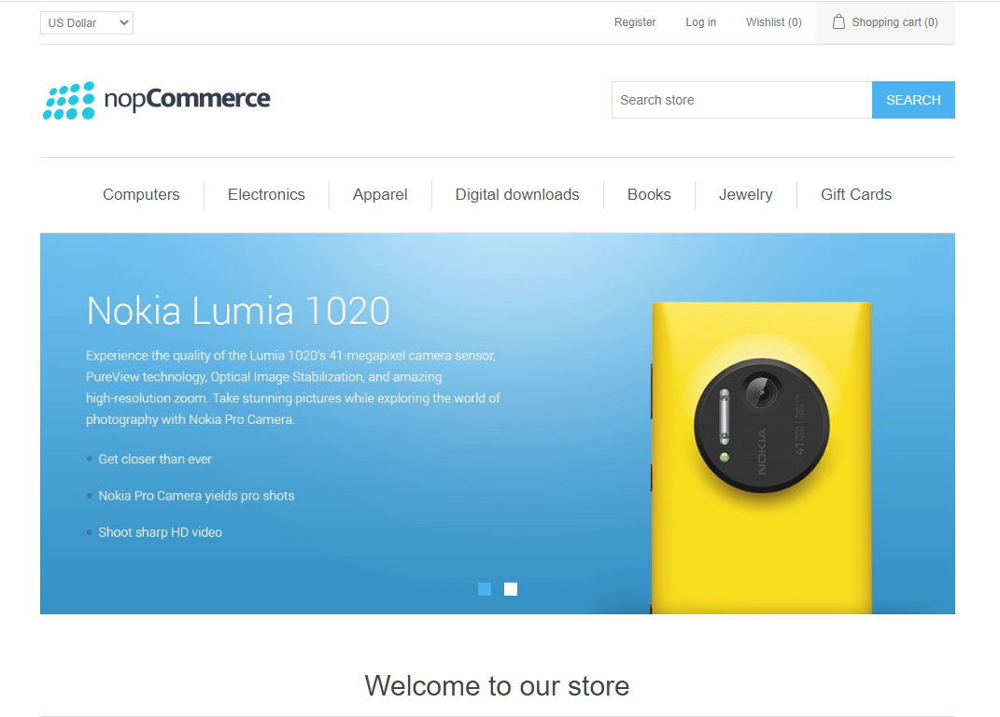 US Dollar
Register Log in Wishlist (0) Shopping cart (0)
nopCommerce
Search store SEARCH
Computers Electronics Apparel Digital downloads Books Jewelry Gift Cards
Nokia Lumia 1020
Experience the quality of the Lumia 1020's 41-megapixel camera sensor,
PureView technology, Optical Image Stabilization, and amazing
high-resolution zoom. Take stunning pictures while exploring the world of
photography with Nokia Pro Camera.
Get closer than ever
Nokia Pro Camera yields pro shots
Shoot sharp HD video
NOKIA
41
Welcome to our store